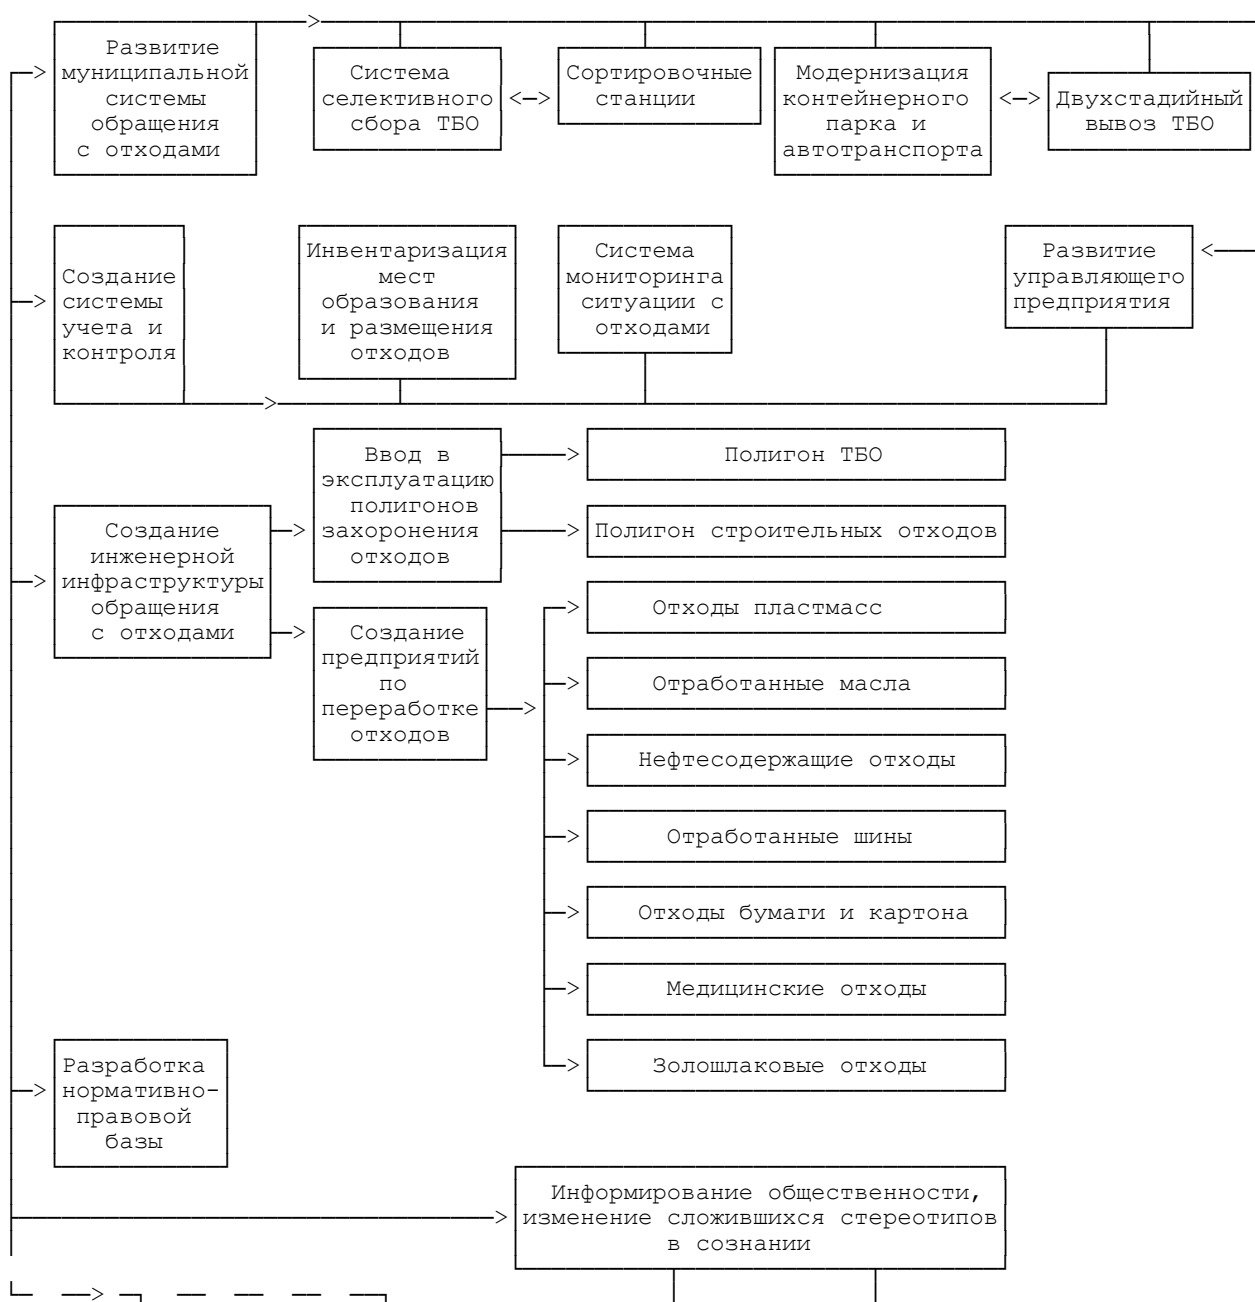 Развитие
муниципальной
системы
обращения
с отходами
Система
селективного
сбора ТБО
Сортировочные
станции
Модернизация
контейнерного
парка и
автотранспорта
Двухстадийный
вывоз ТБО
Создание
системы
учета и
контроля
Инвентаризация
мест
образования
и размещения
отходов
Система
мониторинга
ситуации с
отходами
Развитие
управляющего
предприятия
Создание
инженерной
инфраструктуры
обращения
с отходами
Ввод в
эксплуатацию
полигонов
захоронения
отходов
Полигон ТБО
Полигон строительных отходов
Создание
предприятий
по
переработке
отходов
Отходы пластмасс
Отработанные масла
Нефтесодержащие отходы
Отработанные шины
Отходы бумаги и картона
Медицинские отходы
Золошлаковые отходы
Разработка
нормативно-
правовой
базы
Информирование общественности,
изменение сложившихся стереотипов
в сознании